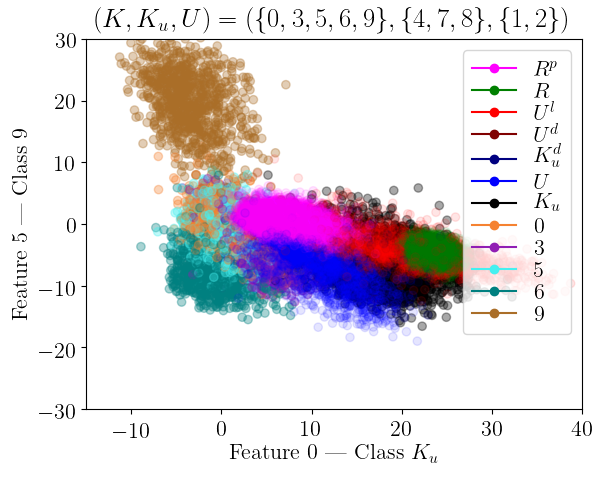 (K, K_u, U) = ({0, 3, 5, 6, 9}, {4, 7, 8}, {1, 2})
30
20
10
0
−10
−20
−30
Feature 5 — Class 9
R^p
R
U^l
U^d
K_u^d
U
K_u
0
3
5
6
9
−10
0
10
20
30
40
Feature 0 — Class K_u